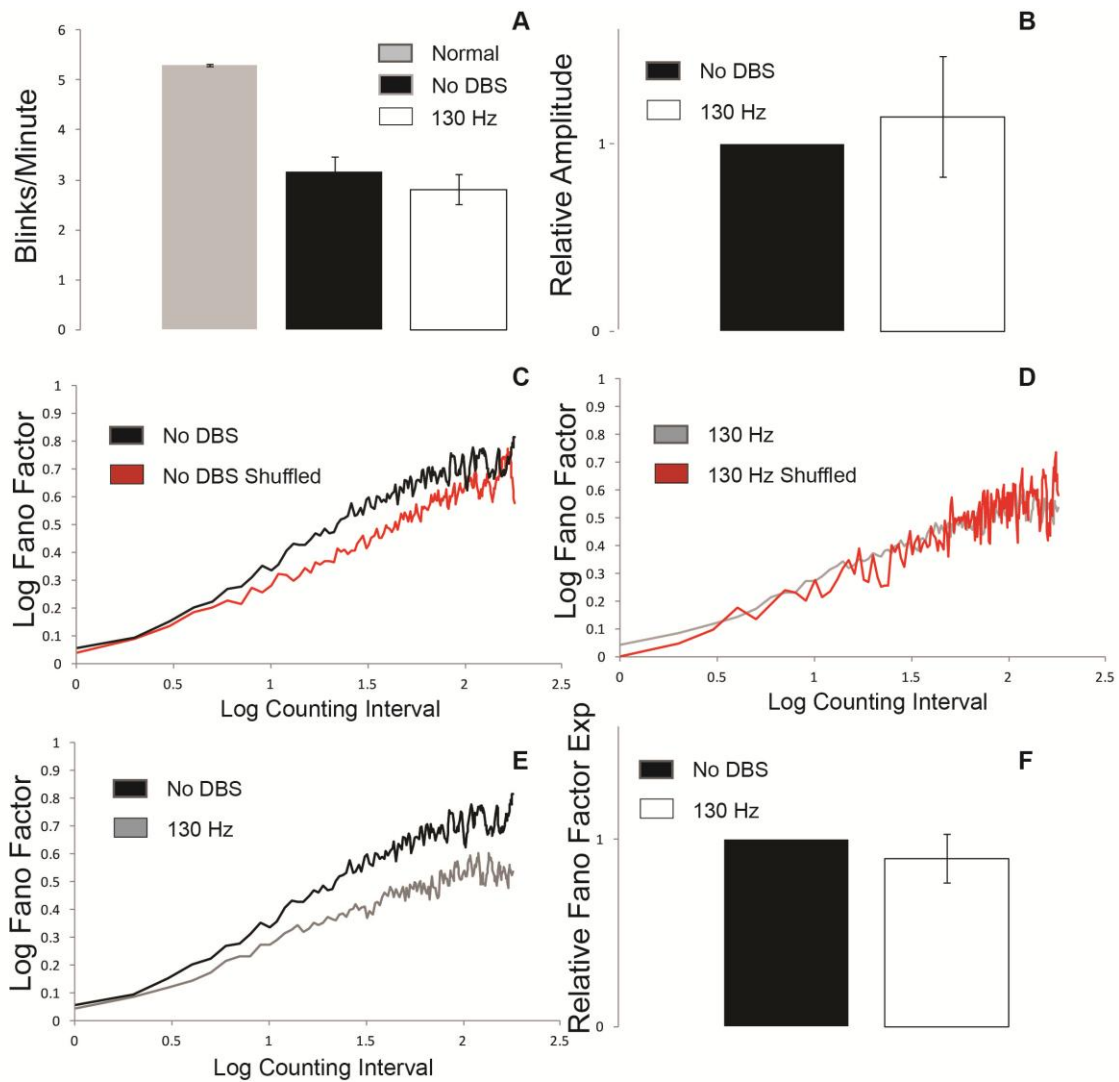 A
Blinks/Minute
6
5
4
3
2
1
0
Normal
No DBS
130 Hz
B
Relative Amplitude
1
0
No DBS
130 Hz
C
Log Fano Factor
1
0.9
0.8
0.7
0.6
0.5
0.4
0.3
0.2
0.1
0
No DBS
No DBS Shuffled
0
0.5
1
1.5
2
2.5
Log Counting Interval
D
Log Fano Factor
1
0.9
0.8
0.7
0.6
0.5
0.4
0.3
0.2
0.1
0
130 Hz
130 Hz Shuffled
0
0.5
1
1.5
2
2.5
Log Counting Interval
E
Log Fano Factor
1
0.9
0.8
0.7
0.6
0.5
0.4
0.3
0.2
0.1
0
No DBS
130 Hz
0
0.5
1
1.5
2
2.5
Log Counting Interval
F
Relative Fano Factor Exp
1
0
No DBS
130 Hz